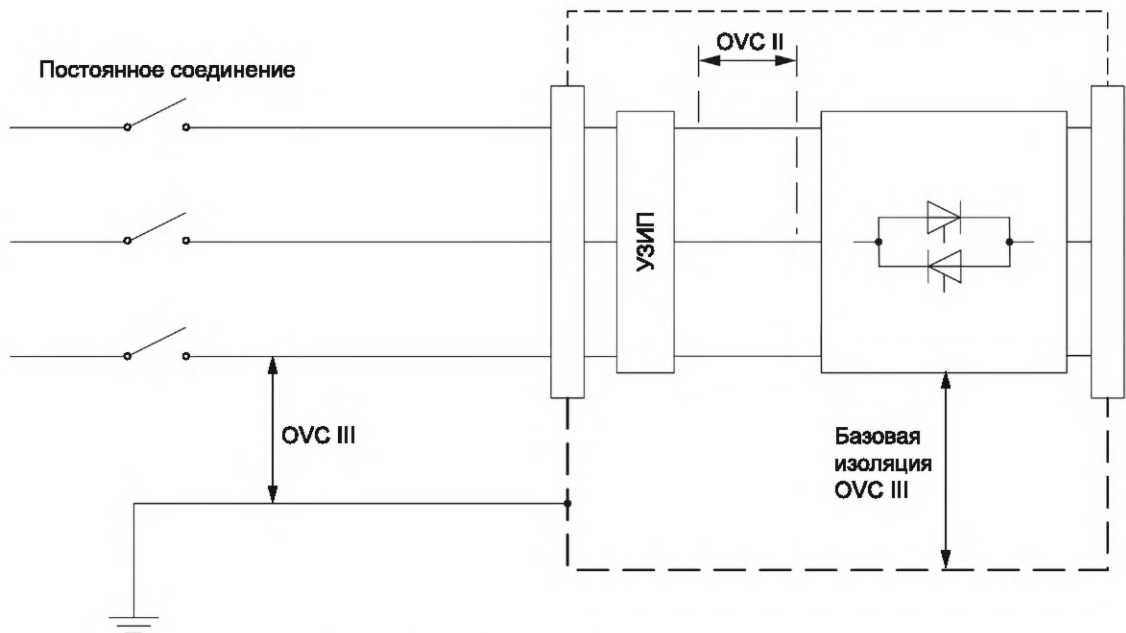 OVC II
Постоянное соединение
УЗИП
OVC III
Базовая
изоляция
OVC III